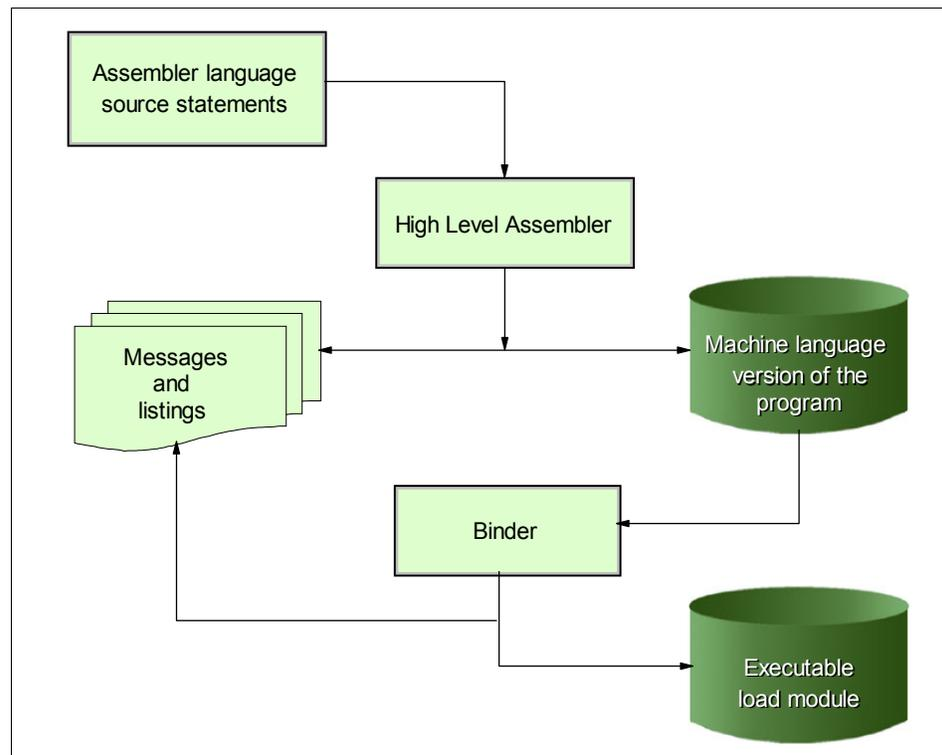 Assembler language
source statements
High Level Assembler
Messages
and
listings
Machine language
version of the
program
Binder
Executable
load module